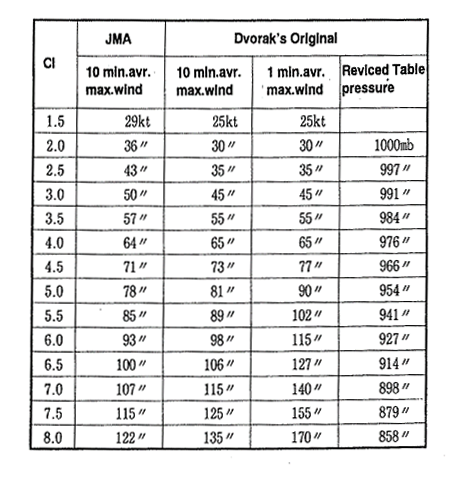 CI JMA Dvorak's Original
10 min.avr. max.wind 10 min.avr. max.wind 1 min.avr. max.wind Reviced Table pressure
1.5 29kt 25kt 25kt
2.0 36〃 30〃 30〃 1000mb
2.5 43〃 35〃 35〃 997〃
3.0 50〃 45〃 45〃 991〃
3.5 57〃 55〃 55〃 984〃
4.0 64〃 65〃 65〃 976〃
4.5 71〃 73〃 77〃 966〃
5.0 78〃 81〃 90〃 954〃
5.5 85〃 89〃 102〃 941〃
6.0 93〃 98〃 115〃 927〃
6.5 100〃 106〃 127〃 914〃
7.0 107〃 115〃 140〃 898〃
7.5 115〃 125〃 155〃 879〃
8.0 122〃 135〃 170〃 858〃